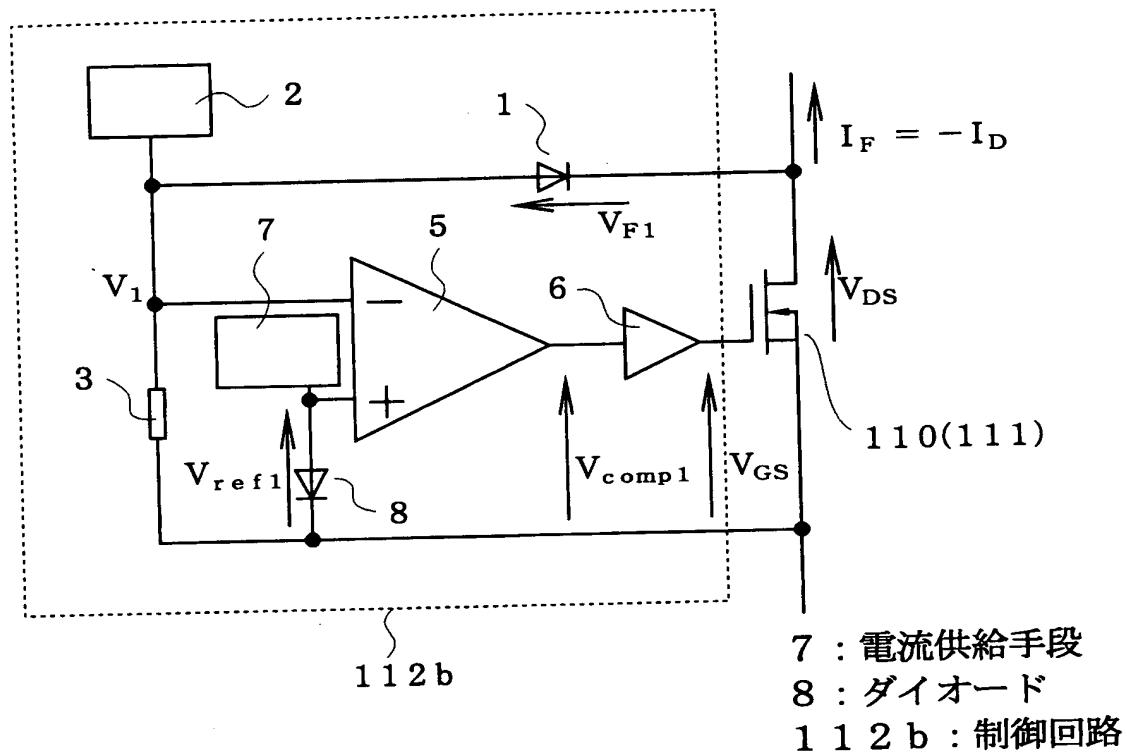 2
1
I_F = -I_D
V_F1
7
5
V_1
6
V_DS
3
110(111)
V_ref1
V_comp1
V_GS
8
112b
7：電流供給手段
8：ダイオード
112b：制御回路